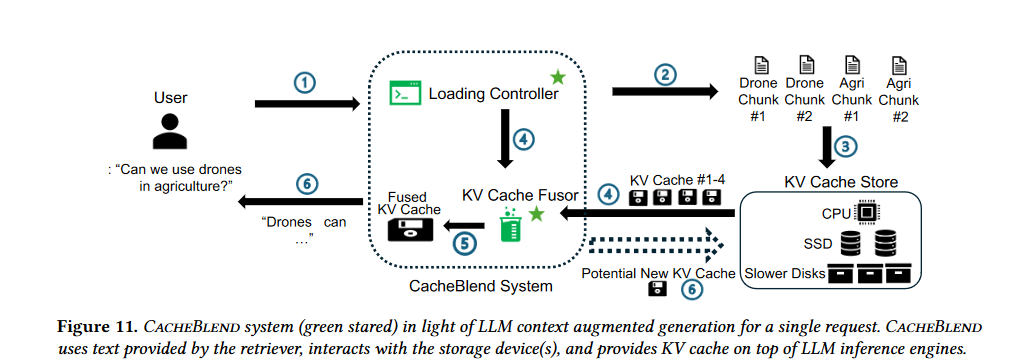 ①
②
User
Loading Controller
Drone Chunk #1
Drone Chunk #2
Agri Chunk #1
Agri Chunk #2
④
③
: “Can we use drones
in agriculture?”
⑥
“Drones can
...”
KV Cache Fusor
Fused
KV Cache
⑤
④
KV Cache #1-4
KV Cache Store
CPU
SSD
Slower Disks
Potential New KV Cache
⑥
CacheBlend System
Figure 11. CACHEBLEND system (green stared) in light of LLM context augmented generation for a single request. CACHEBLEND
uses text provided by the retriever, interacts with the storage device(s), and provides KV cache on top of LLM inference engines.